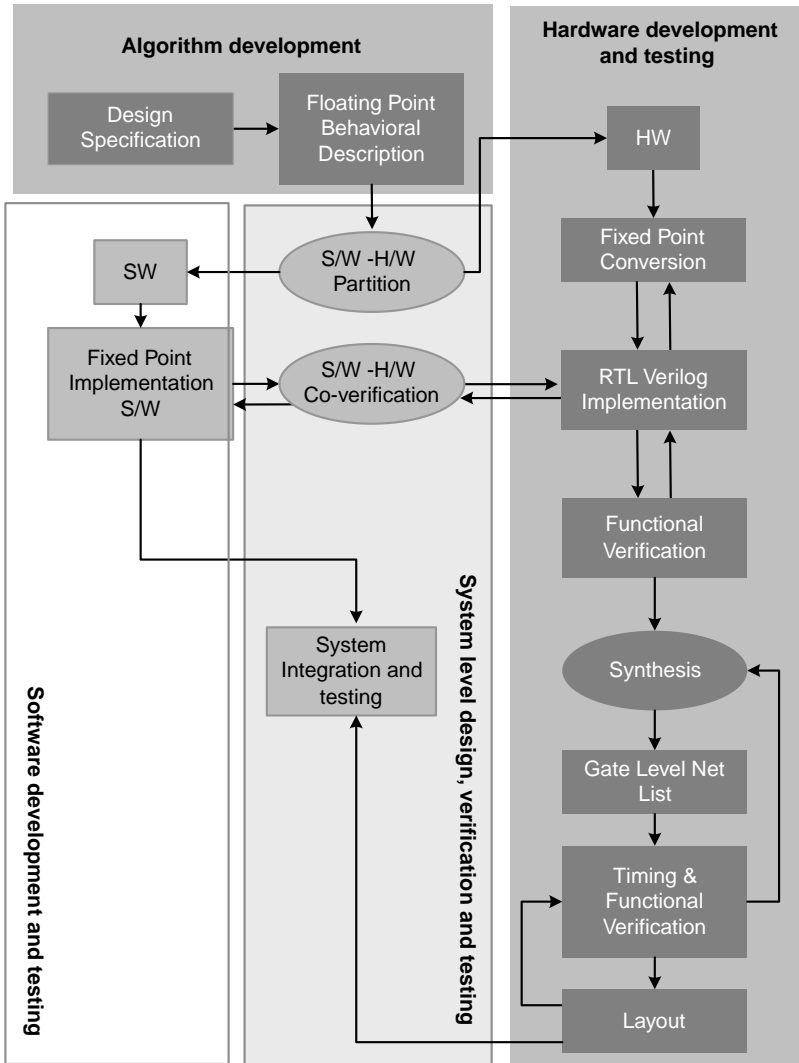 Algorithm development
Hardware development
and testing
Design
Specification
Floating Point
Behavioral
Description
HW
S/W -H/W
Partition
SW
Fixed Point
Conversion
Fixed Point
Implementation
S/W
S/W -H/W
Co-verification
RTL Verilog
Implementation
Functional
Verification
System
Integration and
testing
Synthesis
Gate Level Net
List
Timing &
Functional
Verification
Layout
Software development and testing
System level design, verification and testing